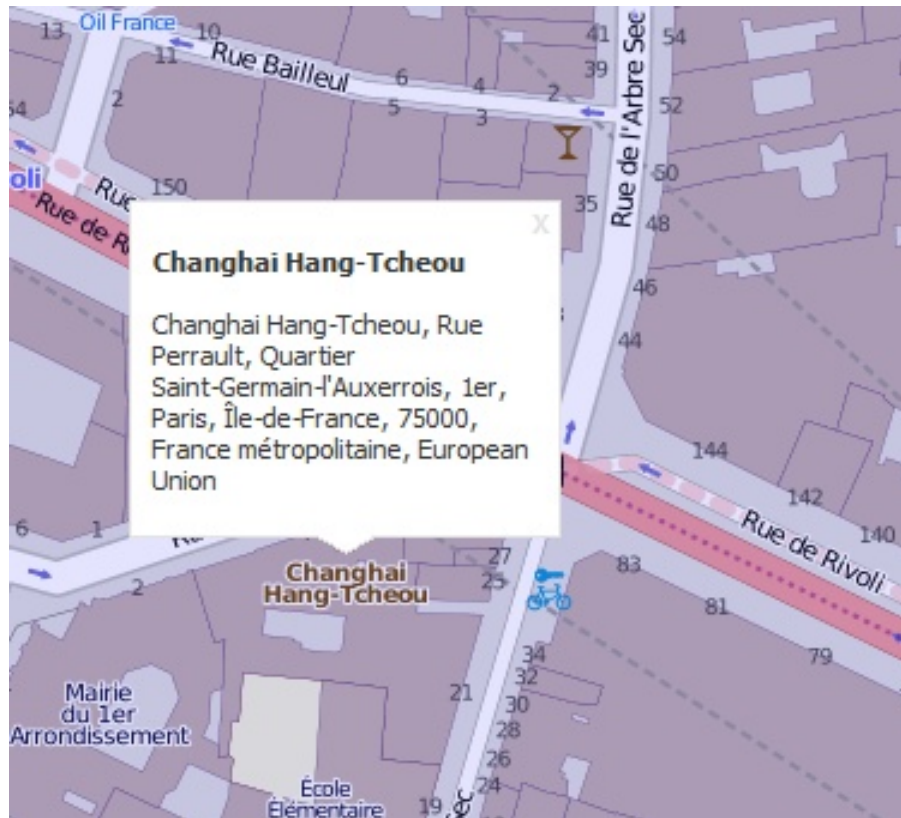 13
Oil France
10
11
Rue Bailleul
6
4
2
5
3
41
39
54
52
Rue de l'Arbre Sec
2
54
oli
Rue
150
Rue de R
35
50
48
46
44
x
Changhai Hang-Tcheou
Changhai Hang-Tcheou, Rue
Perrault, Quartier
Saint-Germain-l'Auxerrois, 1er,
Paris, Île-de-France, 75000,
France métropolitaine, European
Union
144
142
140
Rue de Rivoli
6
1
2
Changhai
Hang-Tcheou
27
25
83
81
79
34
32
30
28
26
24
21
19
Sec
Mairie
du 1er
Arrondissement
École
Élémentaire